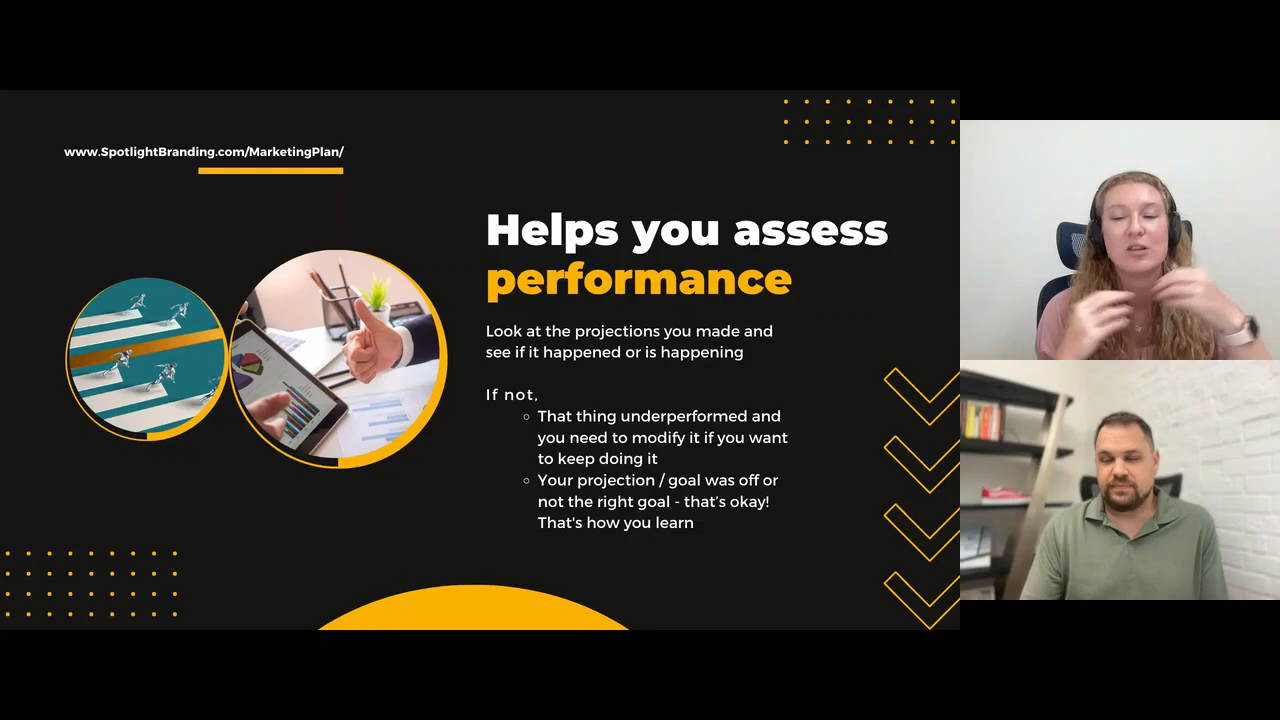 www.SpotlightBranding.com/MarketingPlan/
Helps you assess
performance
Look at the projections you made and
see if it happened or is happening
If not,
That thing underperformed and
you need to modify it if you want
to keep doing it
Your projection / goal was off or
not the right goal - that's okay!
That's how you learn